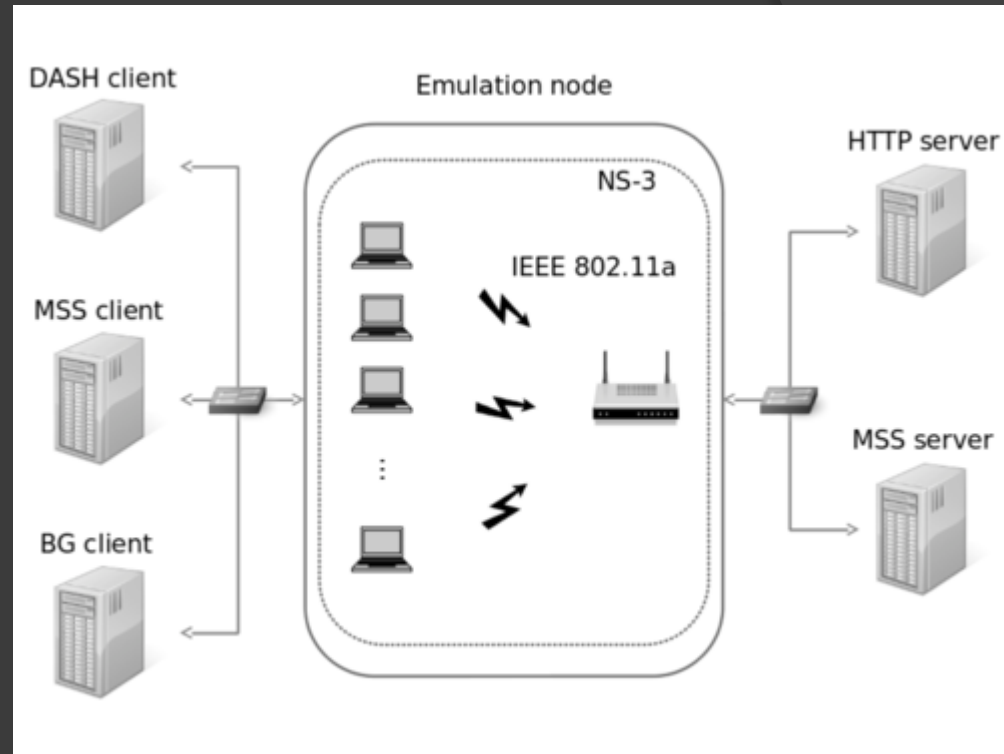 DASH client
Emulation node
HTTP server
NS-3
IEEE 802.11a
MSS client
MSS server
BG client